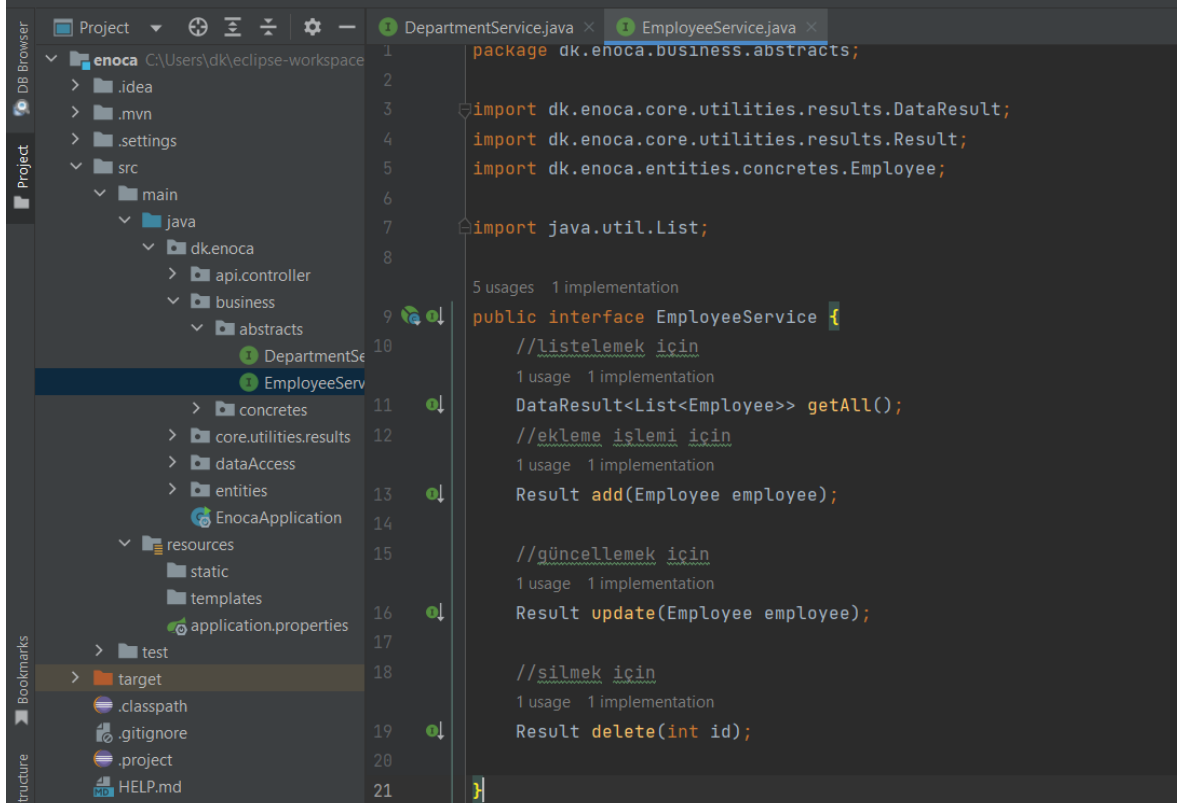 DB Browser
Project
Bookmarks
Project
enoca C:\Users\dk\eclipse-workspace
.idea
.mvn
.settings
src
main
java
dk.enoca
api.controller
business
abstracts
DepartmentSe
EmployeeServ
concretes
core.utilities.results
dataAccess
entities
EnocaApplication
resources
static
templates
application.properties
test
target
.classpath
.gitignore
.project
HELP.md
DepartmentService.java
EmployeeService.java
1 package dk.enoca.business.abstracts;
2
3 import dk.enoca.core.utilities.results.DataResult;
4 import dk.enoca.core.utilities.results.Result;
5 import dk.enoca.entities.concretes.Employee;
6
7 import java.util.List;
8
5 usages 1 implementation
9 public interface EmployeeService {
10 //listelemek için
1 usage 1 implementation
11 DataResult<List<Employee>> getAll();
12 //ekleme işlemi için
1 usage 1 implementation
13 Result add(Employee employee);
14
15 //güncellemek için
1 usage 1 implementation
16 Result update(Employee employee);
17
18 //silmek için
1 usage 1 implementation
19 Result delete(int id);
20
21 }